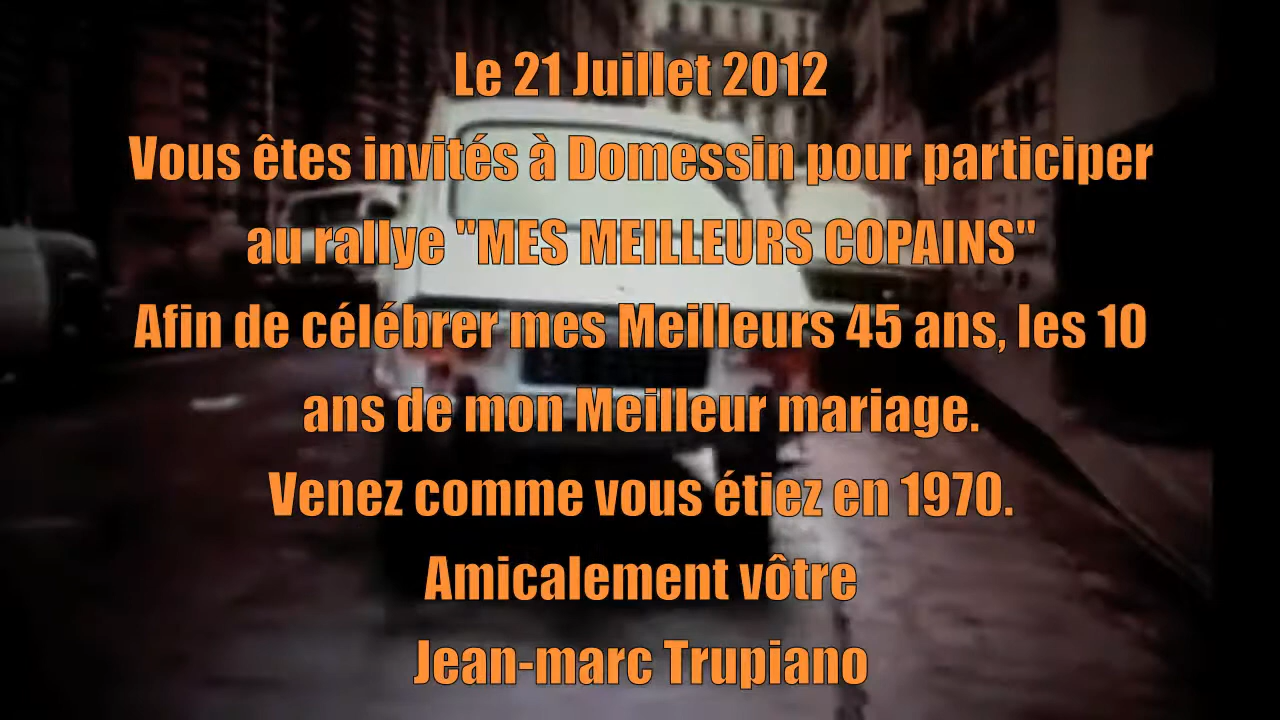 Le 21 Juillet 2012
Vous êtes invités à Domessin pour participer
au rallye "MES MEILLEURS COPAINS"
Afin de célébrer mes Meilleurs 45 ans, les 10
ans de mon Meilleur mariage.
Venez comme vous étiez en 1970.
Amicalement vôtre
Jean-marc Trupiano